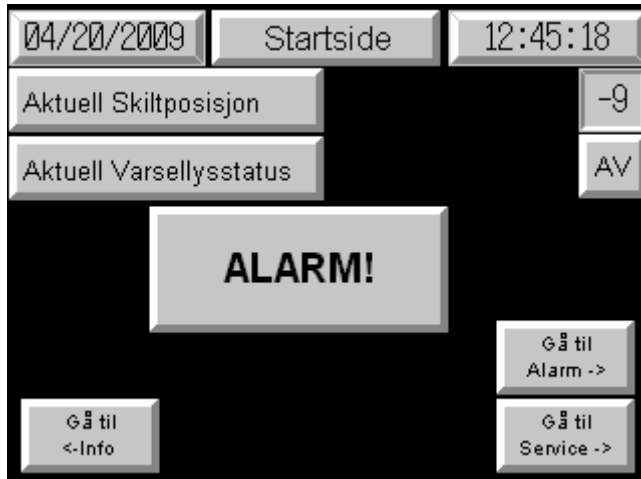 04/20/2009 Startside 12:45:18
Aktuell Skiltposisjon -9
Aktuell Varsellysstatus AV
ALARM!
Gå til
Alarm ->
Gå til
<-Info
Gå til
Service ->